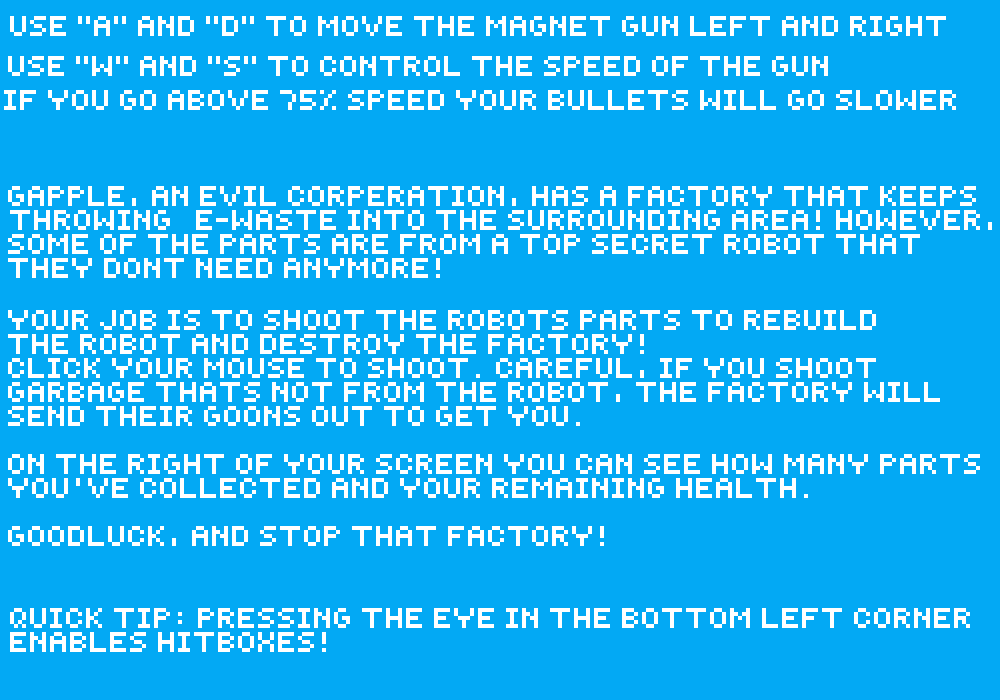 USE "A" AND "D" TO MOVE THE MAGNET GUN LEFT AND RIGHT
USE "W" AND "S" TO CONTROL THE SPEED OF THE GUN
IF YOU GO ABOVE 75% SPEED YOUR BULLETS WILL GO SLOWER
GAPPLE, AN EVIL CORPERATION, HAS A FACTORY THAT KEEPS
THROWING E-WASTE INTO THE SURROUNDING AREA! HOWEVER,
SOME OF THE PARTS ARE FROM A TOP SECRET ROBOT THAT
THEY DONT NEED ANYMORE!
YOUR JOB IS TO SHOOT THE ROBOTS PARTS TO REBUILD
THE ROBOT AND DESTROY THE FACTORY!
CLICK YOUR MOUSE TO SHOOT. CAREFUL, IF YOU SHOOT
GARBAGE THATS NOT FROM THE ROBOT, THE FACTORY WILL
SEND THEIR GOONS OUT TO GET YOU.
ON THE RIGHT OF YOUR SCREEN YOU CAN SEE HOW MANY PARTS
YOU'VE COLLECTED AND YOUR REMAINING HEALTH.
GOODLUCK, AND STOP THAT FACTORY!
QUICK TIP: PRESSING THE EYE IN THE BOTTOM LEFT CORNER
ENABLES HITBOXES!